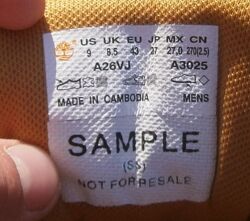 US UK EU JP MX CN
9 8.5 43 27 27.0 270(2.5)
A26VJ A3025
MADE IN CAMBODIA MENS
SAMPLE
(SS)
NOT FOR RESALE